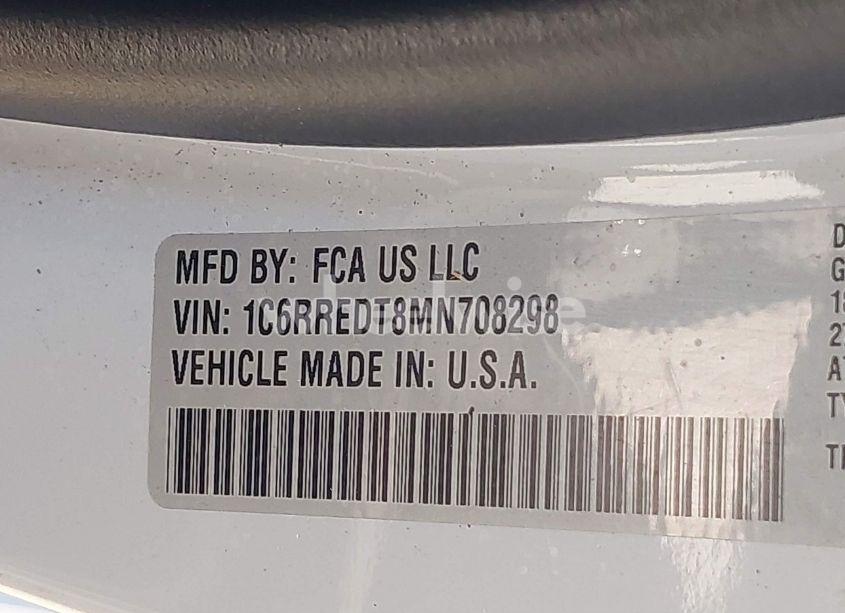 MFD BY: FCA US LLC
VIN: 1C6RREDT8MN708298
VEHICLE MADE IN: U.S.A.